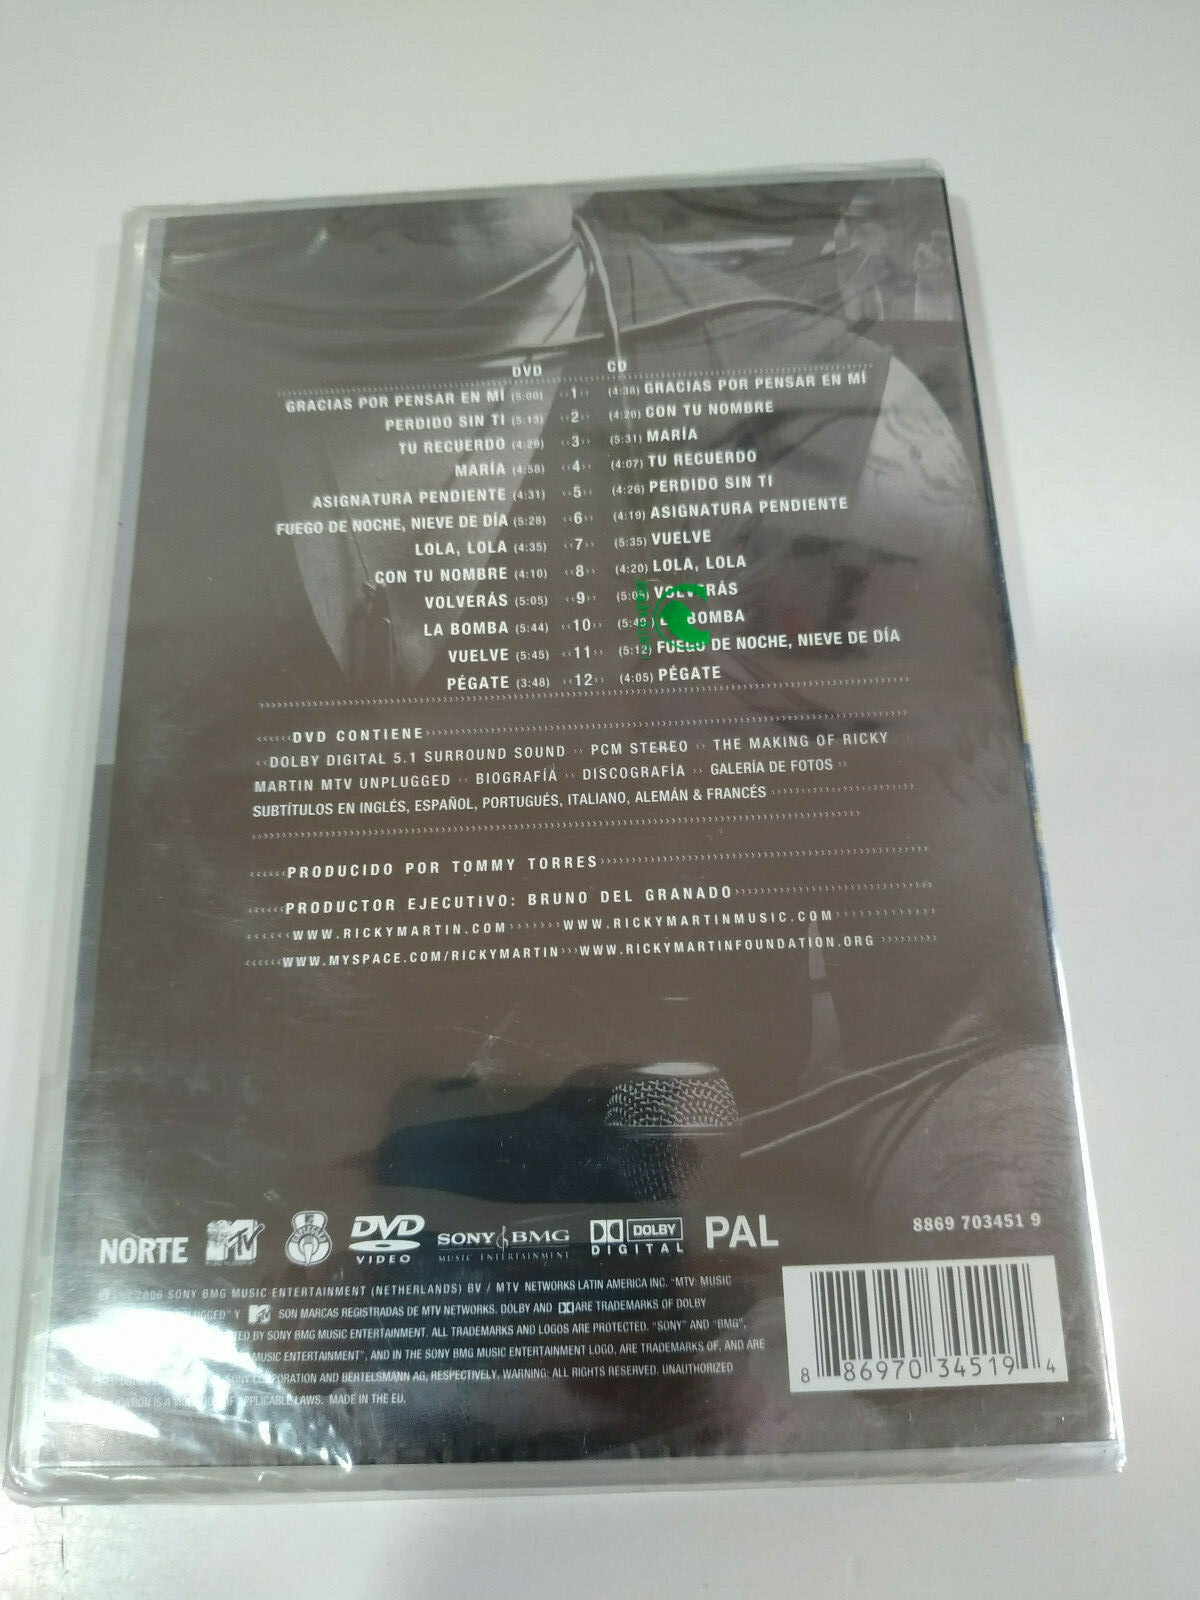 DVD CD
GRACIAS POR PENSAR EN MÍ (5:00) ‹‹1›› (4:38) GRACIAS POR PENSAR EN MÍ
PERDIDO SIN TI (5:13) ‹‹2›› (4:20) CON TU NOMBRE
TU RECUERDO (4:29) ‹‹3›› (5:31) MARÍA
MARÍA (4:58) ‹‹4›› (4:07) TU RECUERDO
ASIGNATURA PENDIENTE (4:31) ‹‹5›› (4:26) PERDIDO SIN TI
FUEGO DE NOCHE, NIEVE DE DÍA (5:28) ‹‹6›› (4:19) ASIGNATURA PENDIENTE
LOLA, LOLA (4:35) ‹‹7›› (5:35) VUELVE
CON TU NOMBRE (4:10) ‹‹8›› (4:20) LOLA, LOLA
VOLVERÁS (5:05) ‹‹9›› VOLVERÁS
LA BOMBA (5:44) ‹‹10›› LA BOMBA
VUELVE (5:45) ‹‹11›› (5:12) FUEGO DE NOCHE, NIEVE DE DÍA
PÉGATE (3:48) ‹‹12›› (4:05) PÉGATE
DVD CONTIENE
‹‹DOLBY DIGITAL 5.1 SURROUND SOUND ›› PCM STEREO ›› THE MAKING OF RICKY
MARTIN MTV UNPLUGGED ›› BIOGRAFÍA ›› DISCOGRAFÍA ›› GALERÍA DE FOTOS ››
SUBTÍTULOS EN INGLÉS, ESPAÑOL, PORTUGUÉS, ITALIANO, ALEMÁN & FRANCÉS
PRODUCIDO POR TOMMY TORRES
PRODUCTOR EJECUTIVO: BRUNO DEL GRANADO
WWW.RICKYMARTIN.COM WWW.RICKYMARTINMUSIC.COM
WWW.MYSPACE.COM/RICKYMARTIN WWW.RICKYMARTINFOUNDATION.ORG
8869 703451 9
NORTE MTV DVD VIDEO SONY BMG MUSIC ENTERTAINMENT DOLBY DIGITAL PAL
2006 SONY BMG MUSIC ENTERTAINMENT (NETHERLANDS) BV / MTV NETWORKS LATIN AMERICA INC. "MTV: MUSIC
Y MTV SON MARCAS REGISTRADAS DE MTV NETWORKS. DOLBY AND ARE TRADEMARKS OF DOLBY
BY SONY BMG MUSIC ENTERTAINMENT. ALL TRADEMARKS AND LOGOS ARE PROTECTED. "SONY" AND "BMG",
MUSIC ENTERTAINMENT", AND IN THE SONY BMG MUSIC ENTERTAINMENT LOGO, ARE TRADEMARKS OF, AND ARE
SONY CORPORATION AND BERTELSMANN AG, RESPECTIVELY. WARNING: ALL RIGHTS RESERVED. UNAUTHORIZED
IS A VIOLATION OF APPLICABLE LAWS. MADE IN THE EU.
8 86970 34519 4